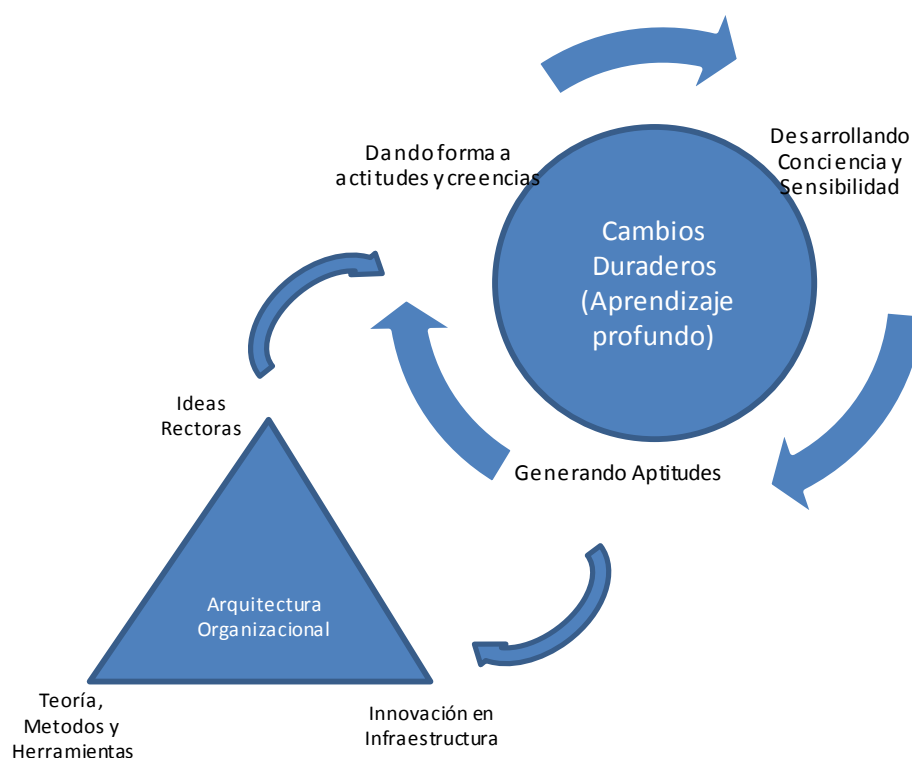 Dando forma a
actitudes y creencias
Desarrollando
Conciencia y
Sensibilidad
Cambios
Duraderos
(Aprendizaje
profundo)
Ideas
Rectoras
Generando Aptitudes
Arquitectura
Organizacional
Teoría,
Metodos y
Herramientas
Innovación en
Infraestructura